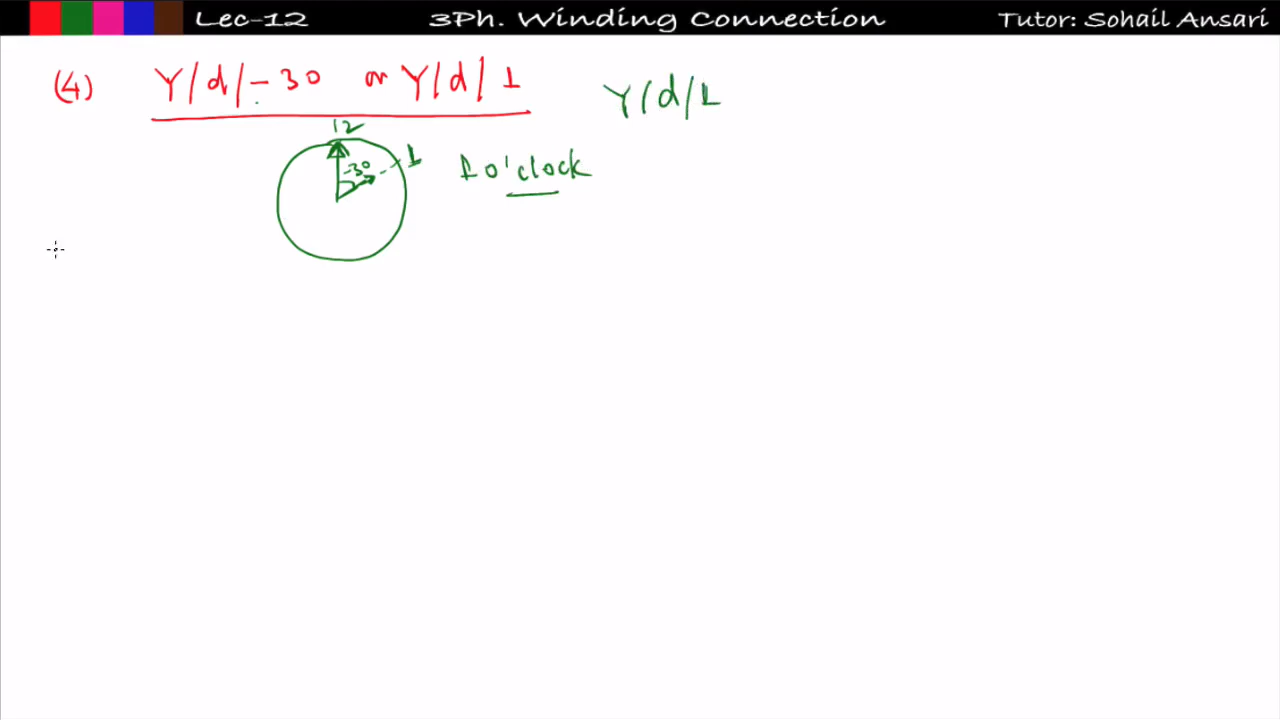 Lec-12 3Ph. Winding Connection Tutor: Sohail Ansari
(4) Y/d/-30 or Y/d/1 Y/d/1
12
-30 1 1 o'clock